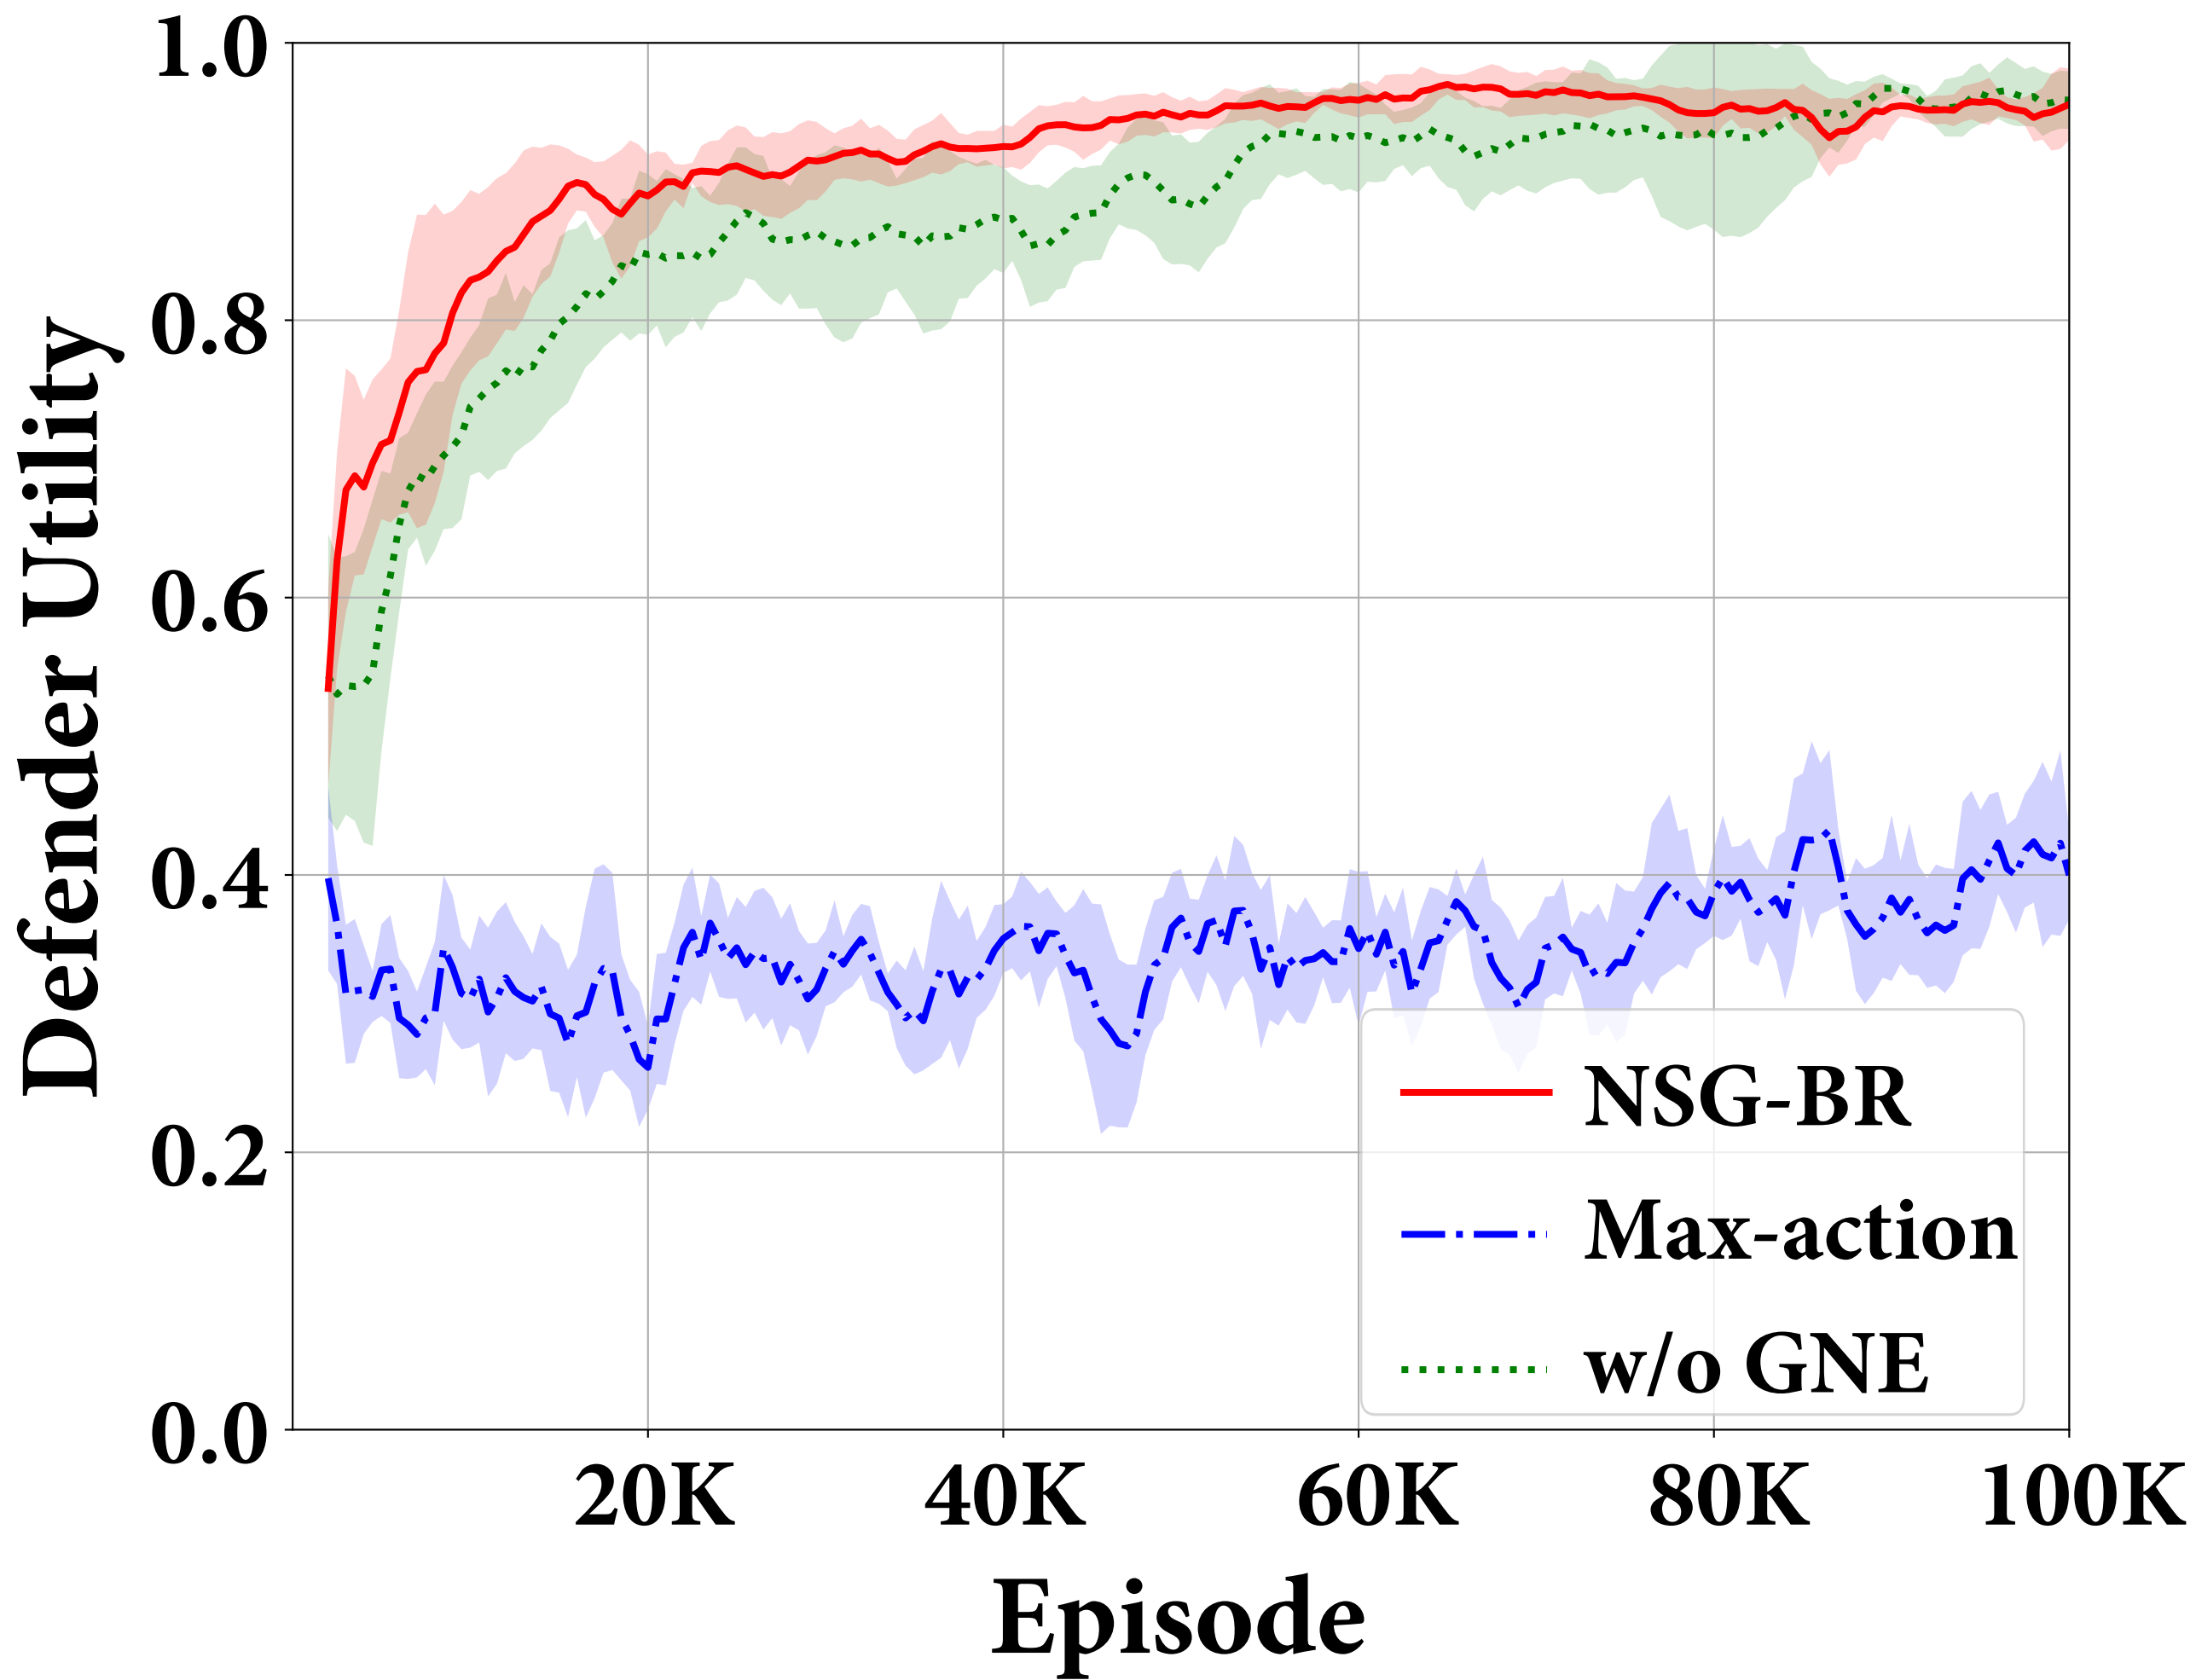 1.0
0.8
0.6
0.4
0.2
0.0
Defender Utility
NSG-BR
Max-action
w/o GNE
20K 40K 60K 80K 100K
Episode